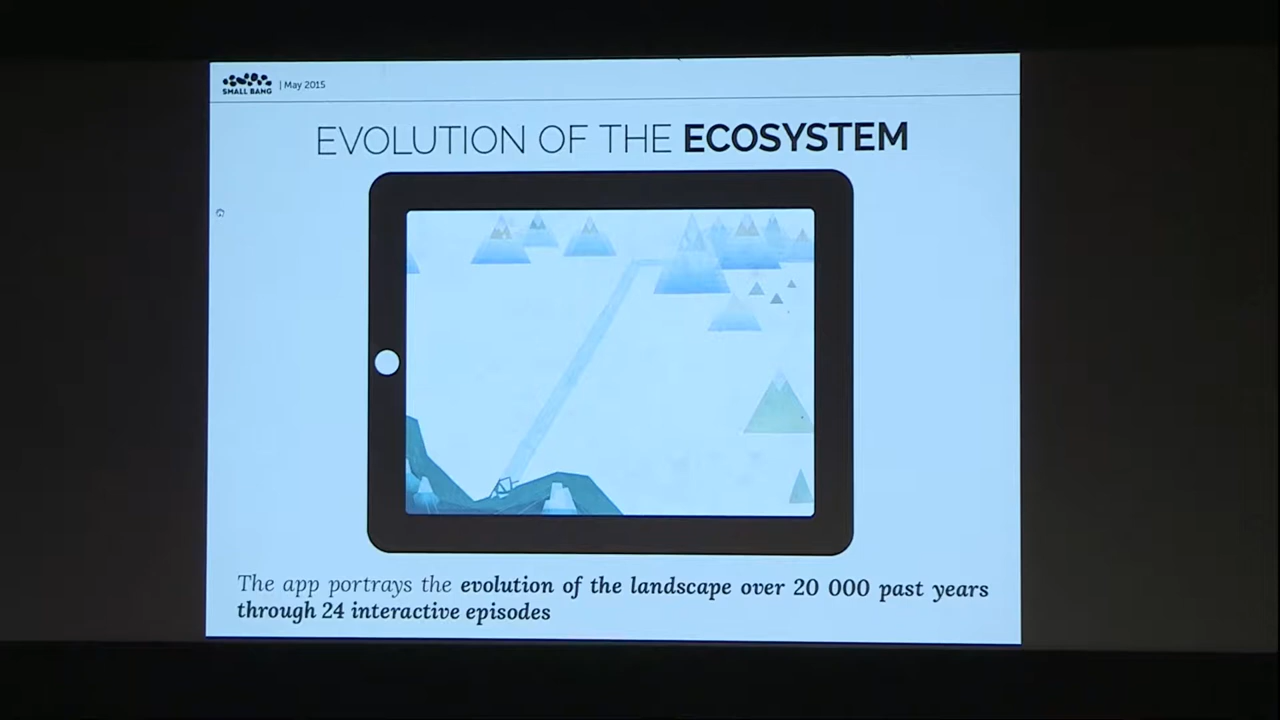 SMALL BANG | May 2015
EVOLUTION OF THE ECOSYSTEM
The app portrays the evolution of the landscape over 20 000 past years
through 24 interactive episodes